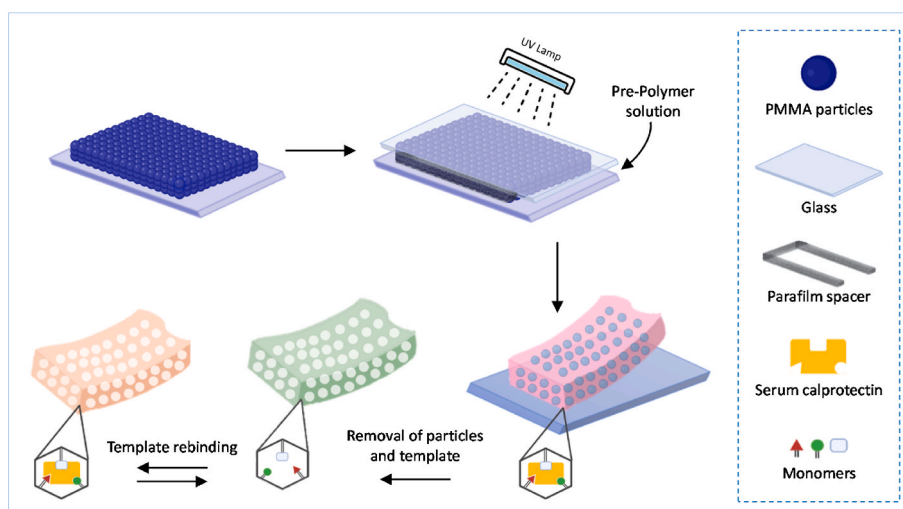 UV Lamp
Pre-Polymer
solution
Template rebinding
Removal of particles
and template
PMMA particles
Glass
Parafilm spacer
Serum calprotectin
Monomers